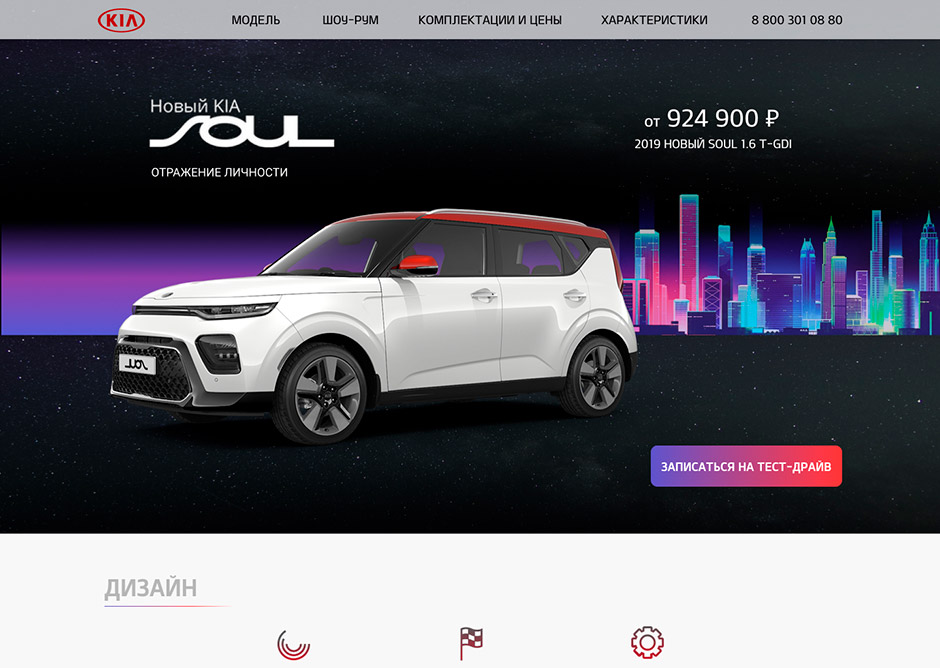 KIA
МОДЕЛЬ
ШОУ-РУМ
КОМПЛЕКТАЦИИ И ЦЕНЫ
ХАРАКТЕРИСТИКИ
8 800 301 08 80
Новый KIA
SOUL
ОТРАЖЕНИЕ ЛИЧНОСТИ
от 924 900 ₽
2019 НОВЫЙ SOUL 1.6 T-GDI
SOUL
ЗАПИСАТЬСЯ НА ТЕСТ-ДРАЙВ
ДИЗАЙН